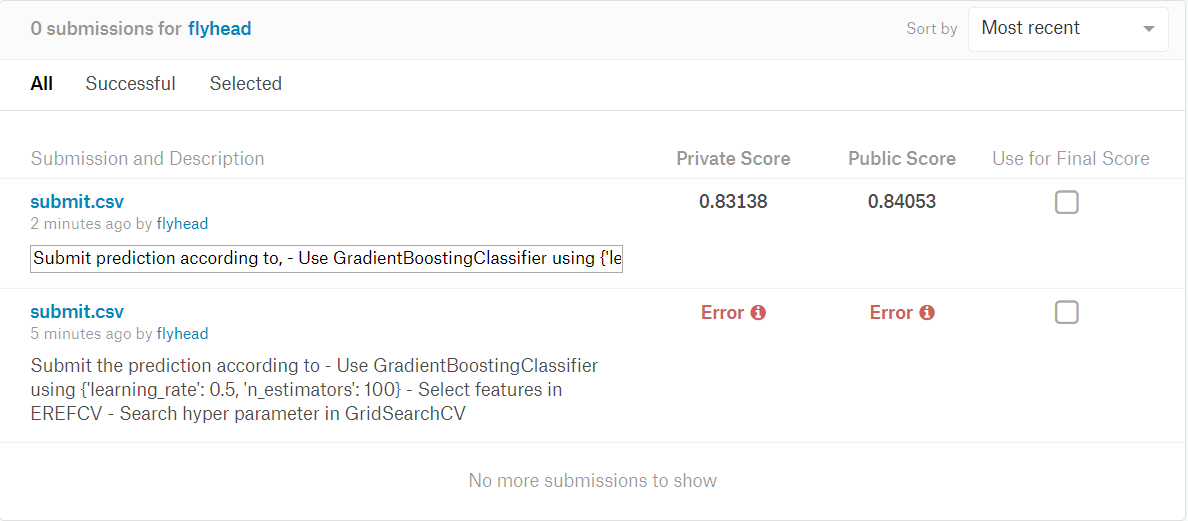 0 submissions for flyhead
Sort by Most recent
All Successful Selected
Submission and Description Private Score Public Score Use for Final Score
submit.csv 0.83138 0.84053
2 minutes ago by flyhead
Submit prediction according to, - Use GradientBoostingClassifier using {'le
submit.csv Error Error
5 minutes ago by flyhead
Submit the prediction according to - Use GradientBoostingClassifier
using {'learning_rate': 0.5, 'n_estimators': 100} - Select features in
EREFCV - Search hyper parameter in GridSearchCV
No more submissions to show